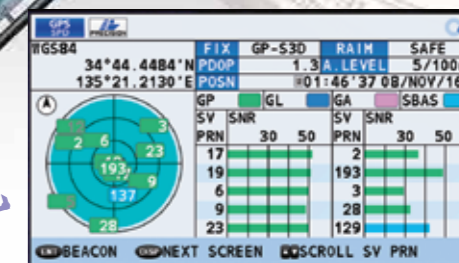 GPS SPD PRECISION
WGS84 FIX GP-S3D RAIM SAFE
34°44.4484'N PDOP 1.3 A.LEVEL 5/100
135°21.2130'E POSN 01:46'37 08/NOV/16
GP GL GA SBAS
SV SNR SV SNR
PRN 30 50 PRN 30 50
17 2
19 193
6 3
9 28
23 129
3
2 6
23
193
9
137
28
BEACON NEXT SCREEN SCROLL SV PRN